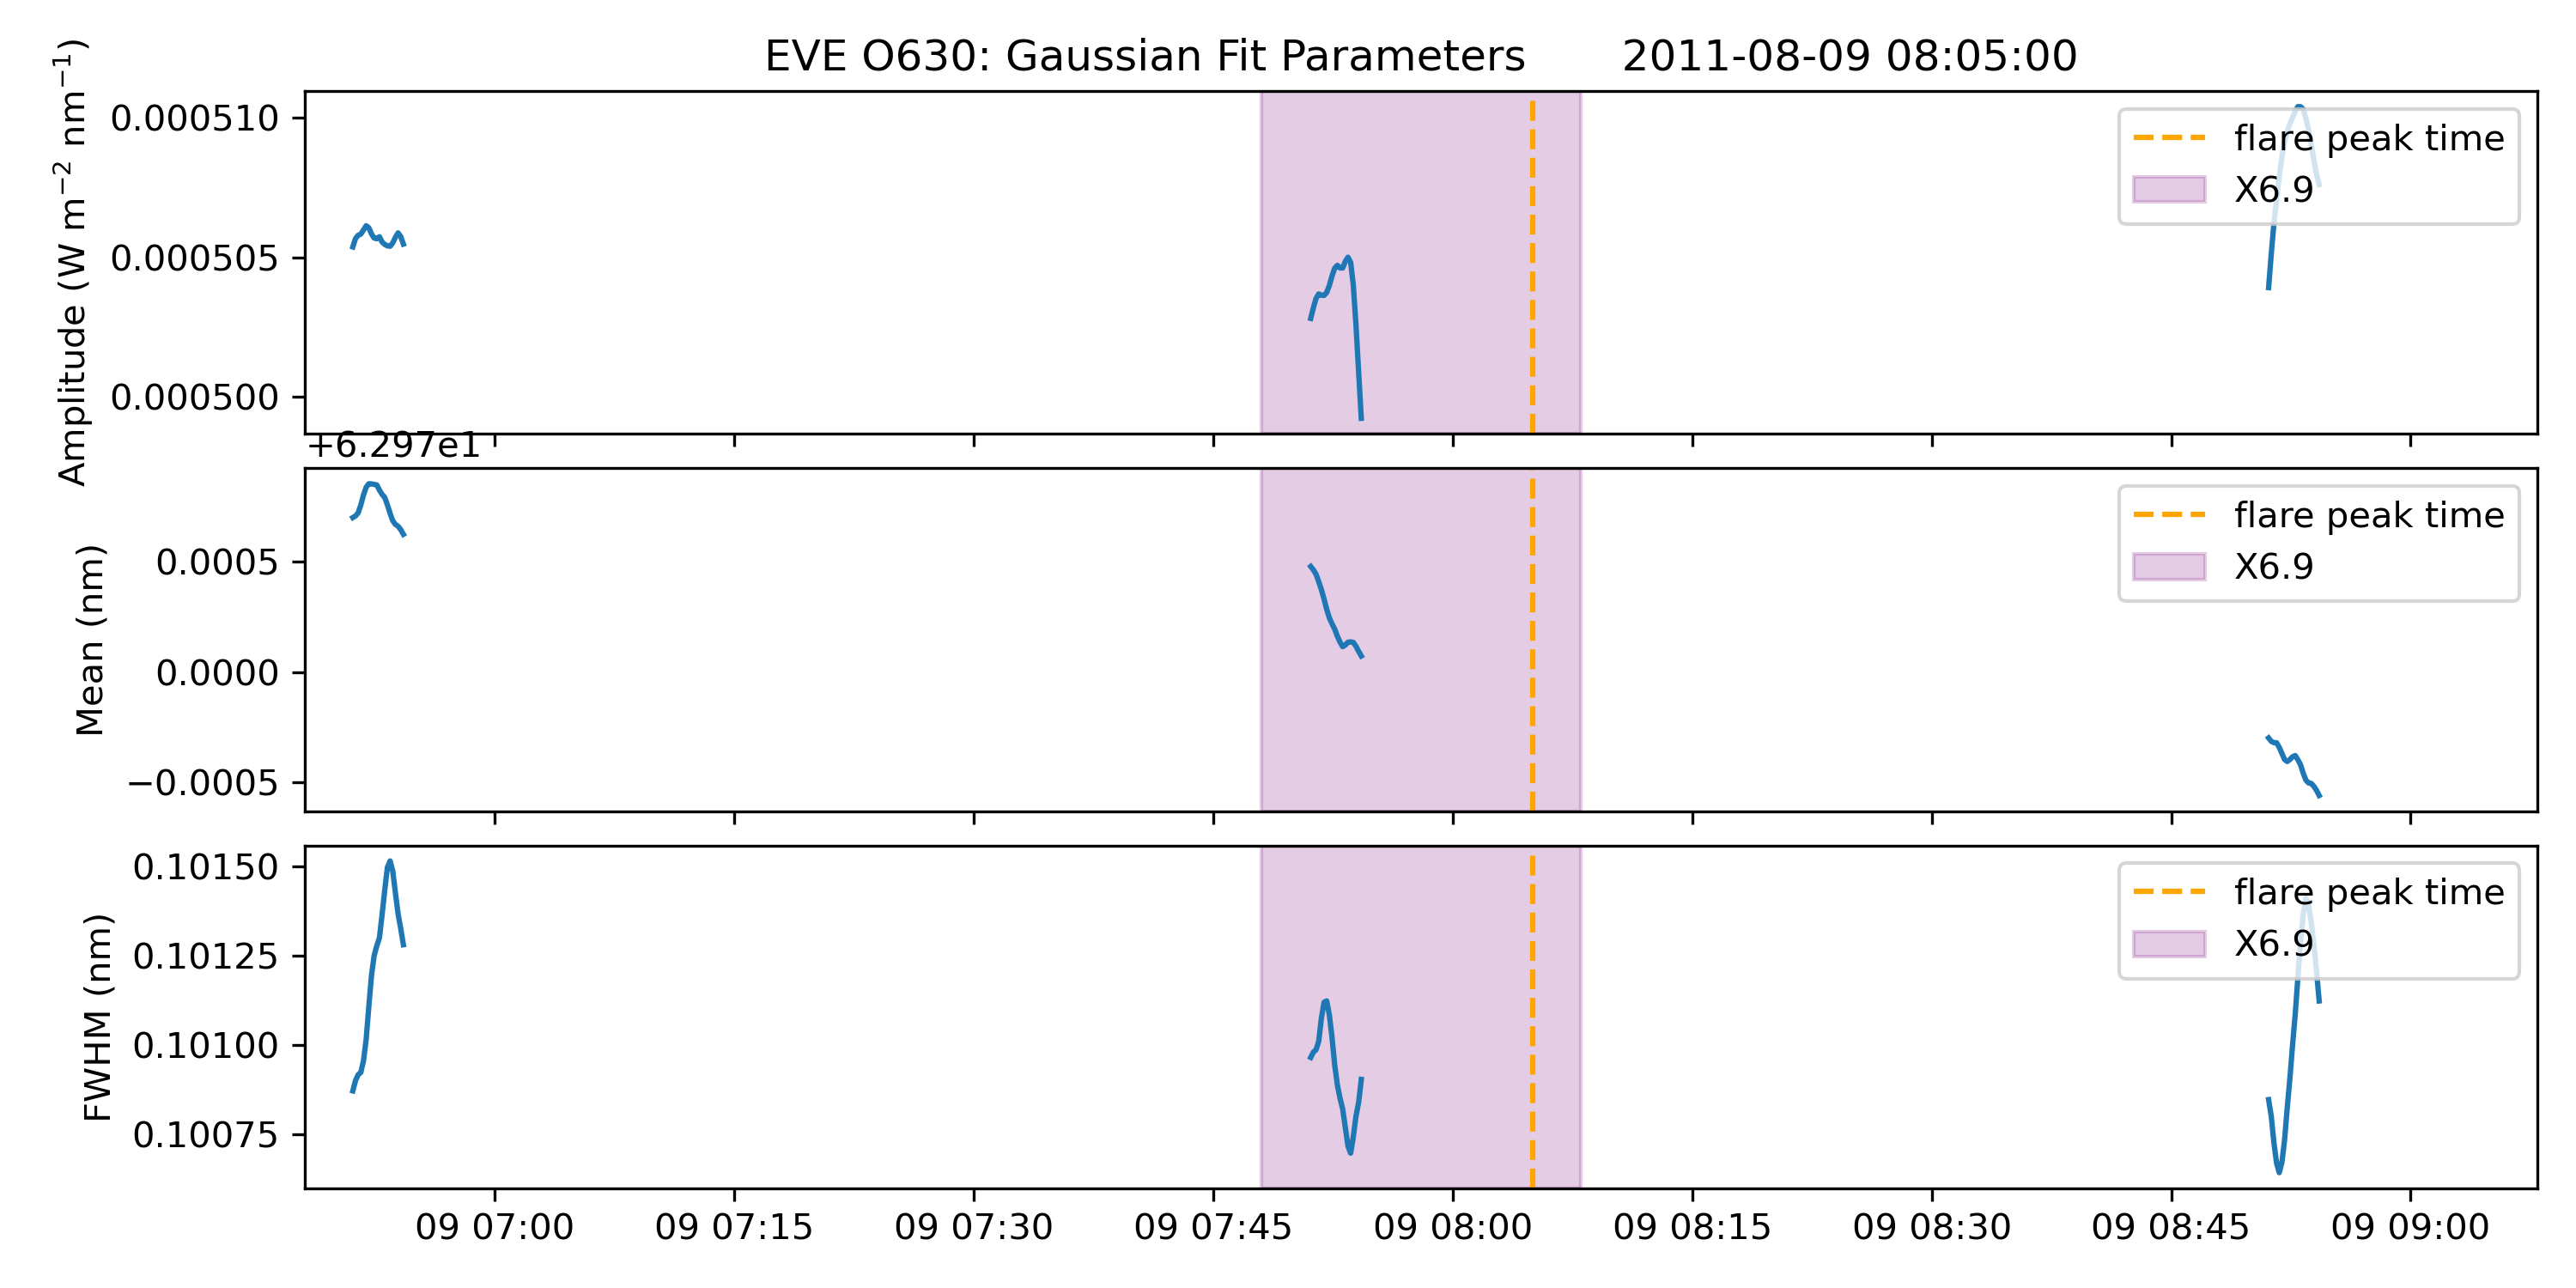 EVE O630: Gaussian Fit Parameters 2011-08-09 08:05:00
Amplitude (W m⁻² nm⁻¹)
0.000510
0.000505
0.000500
flare peak time
X6.9
+6.297e1
Mean (nm)
0.0005
0.0000
−0.0005
flare peak time
X6.9
FWHM (nm)
0.10150
0.10125
0.10100
0.10075
flare peak time
X6.9
09 07:00 09 07:15 09 07:30 09 07:45 09 08:00 09 08:15 09 08:30 09 08:45 09 09:00